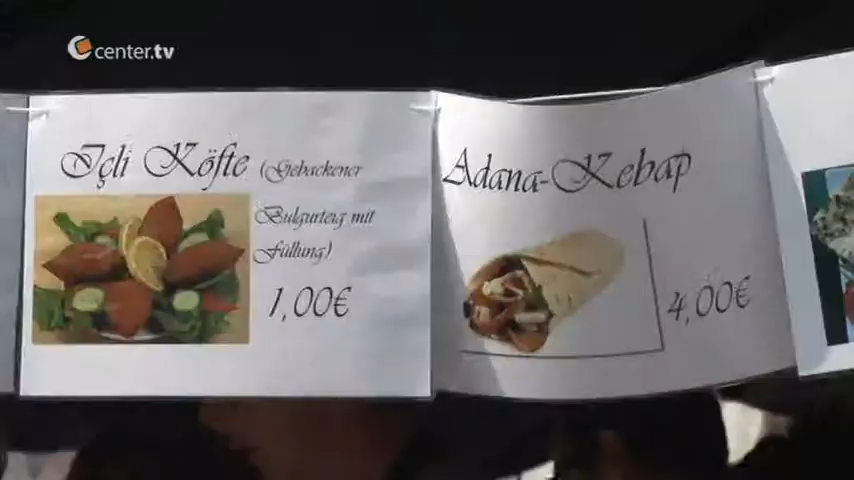 center.tv
Içli Köfte (Gebackener
Bulgurteig mit
Füllung)
1,00€
Adana-Kebap
4,00€